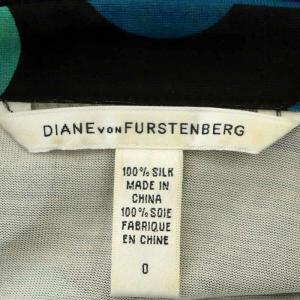 DIANE VON FURSTENBERG
100% SILK
MADE IN
CHINA
100% SOIE
FABRIQUE
EN CHINE
0